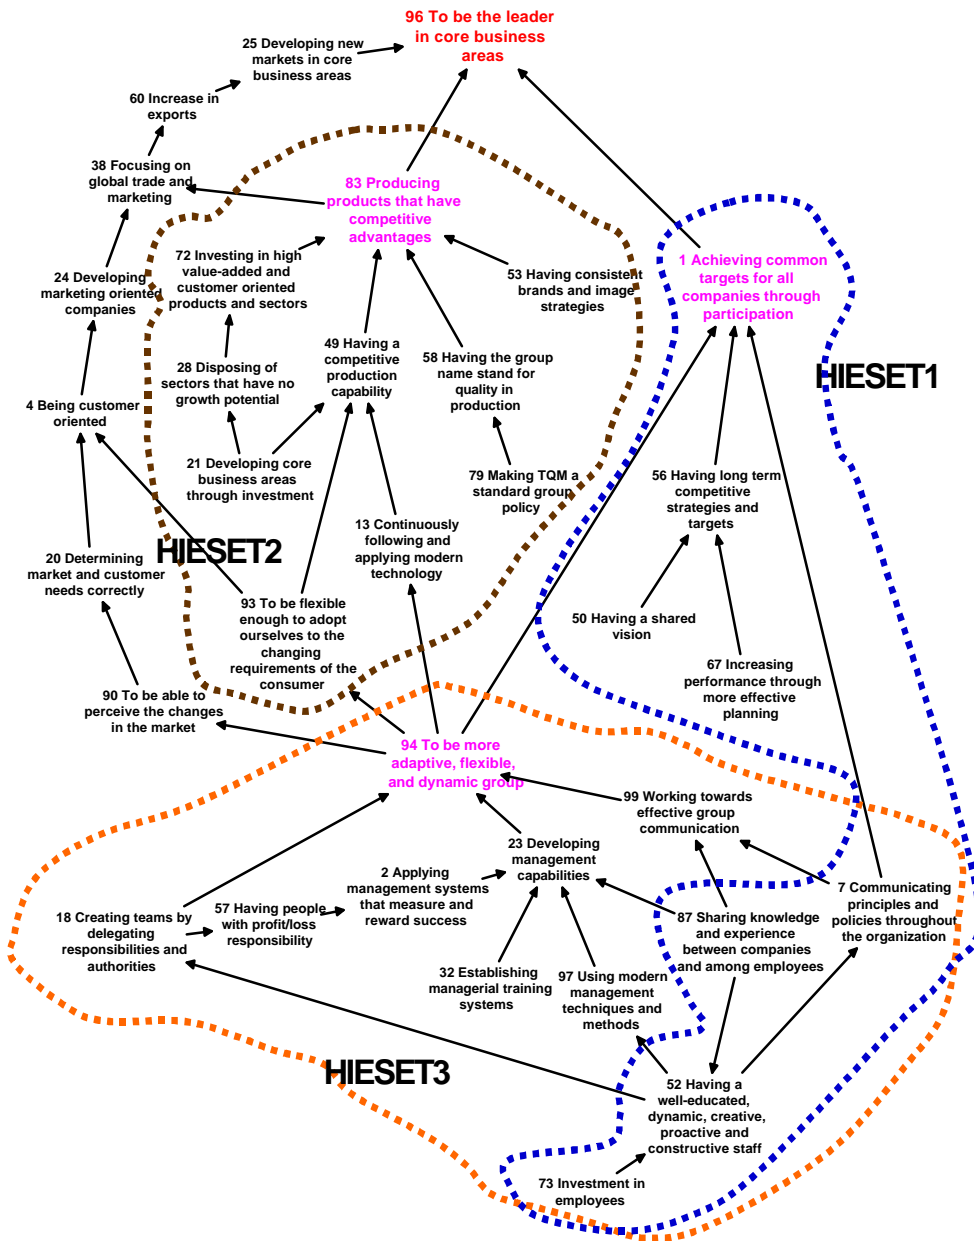 96 To be the leader
in core business
areas
25 Developing new
markets in core
business areas
60 Increase in
exports
38 Focusing on
global trade and
marketing
83 Producing
products that have
competitive
advantages
72 Investing in high
value-added and
customer oriented
products and sectors
53 Having consistent
brands and image
strategies
1 Achieving common
targets for all
companies through
participation
24 Developing
marketing oriented
companies
49 Having a
competitive
production
capability
58 Having the group
name stand for
quality in
production
28 Disposing of
sectors that have no
growth potential
HIESET1
4 Being customer
oriented
21 Developing core
business areas
through investment
79 Making TQM a
standard group
policy
56 Having long term
competitive
strategies and
targets
13 Continuously
following and
applying modern
technology
HIESET2
20 Determining
market and customer
needs correctly
93 To be flexible
enough to adopt
ourselves to the
changing
requirements of the
consumer
50 Having a shared
vision
67 Increasing
performance through
more effective
planning
90 To be able to
perceive the changes
in the market
94 To be more
adaptive, flexible,
and dynamic group
99 Working towards
effective group
communication
23 Developing
management
capabilities
2 Applying
management systems
that measure and
reward success
7 Communicating
principles and
policies throughout
the organization
18 Creating teams by
delegating
responsibilities and
authorities
57 Having people
with profit/loss
responsibility
87 Sharing knowledge
and experience
between companies
and among employees
32 Establishing
managerial training
systems
97 Using modern
management
techniques and
methods
HIESET3
52 Having a
well-educated,
dynamic, creative,
proactive and
constructive staff
73 Investment in
employees